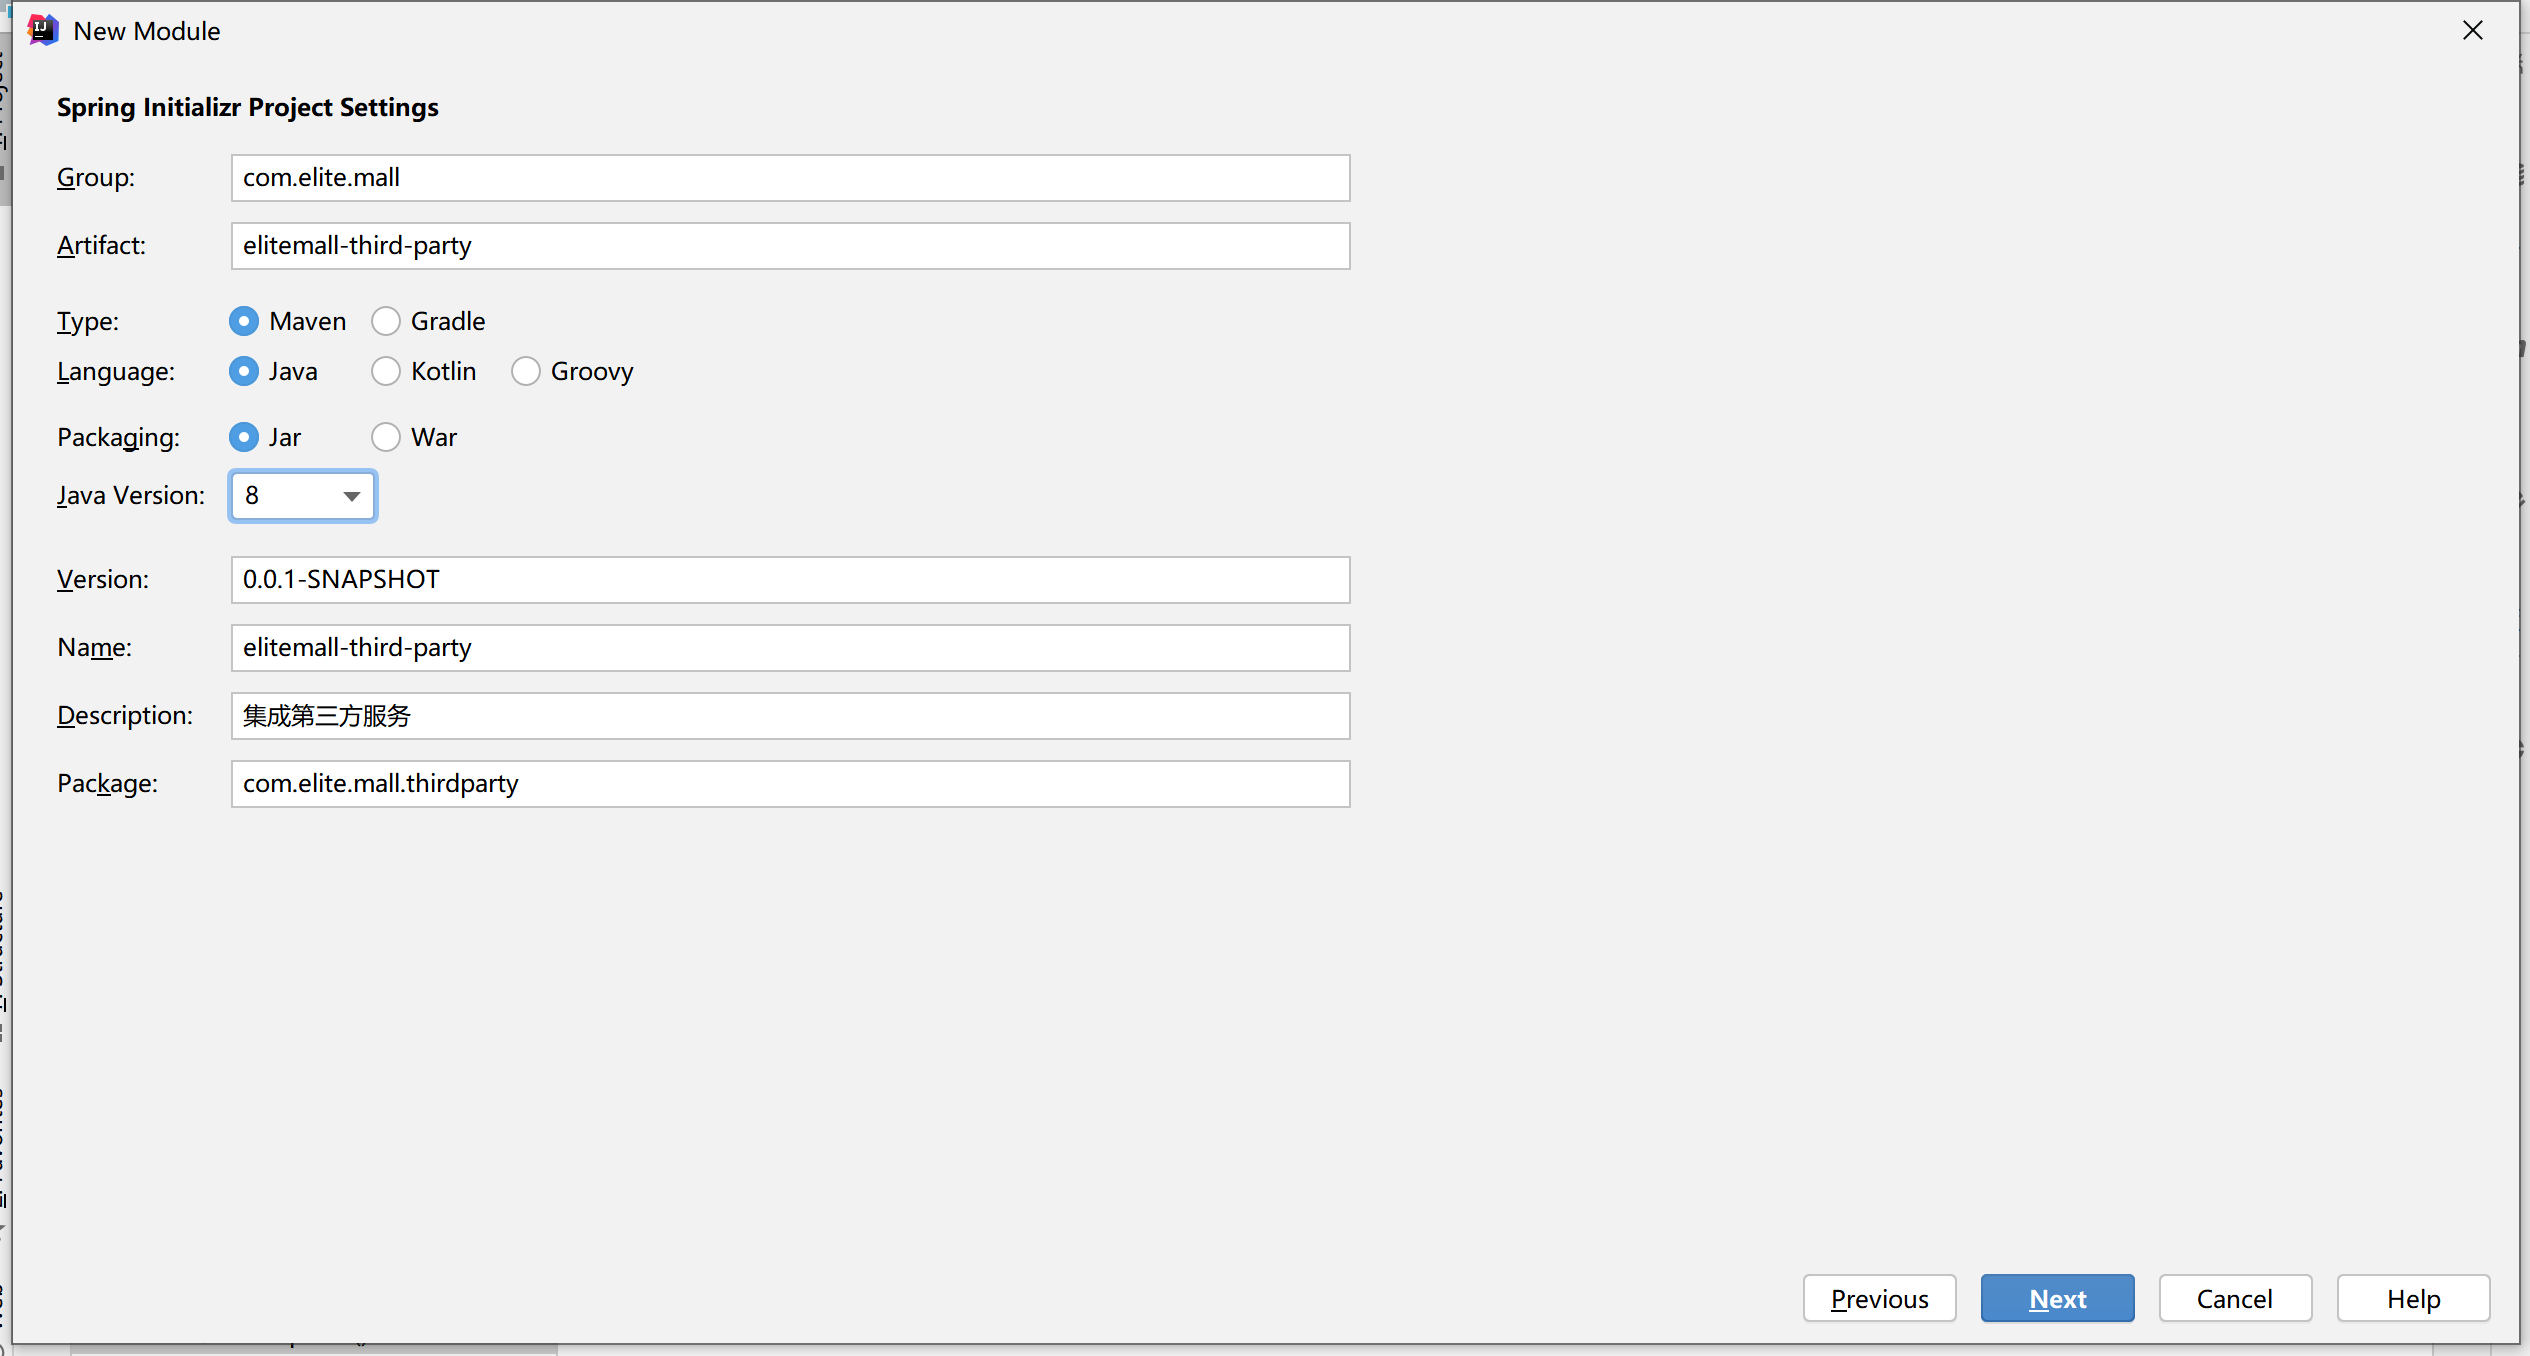 New Module
Spring Initializr Project Settings
Group: com.elite.mall
Artifact: elitemall-third-party
Type: Maven Gradle
Language: Java Kotlin Groovy
Packaging: Jar War
Java Version: 8
Version: 0.0.1-SNAPSHOT
Name: elitemall-third-party
Description: 集成第三方服务
Package: com.elite.mall.thirdparty
Previous Next Cancel Help